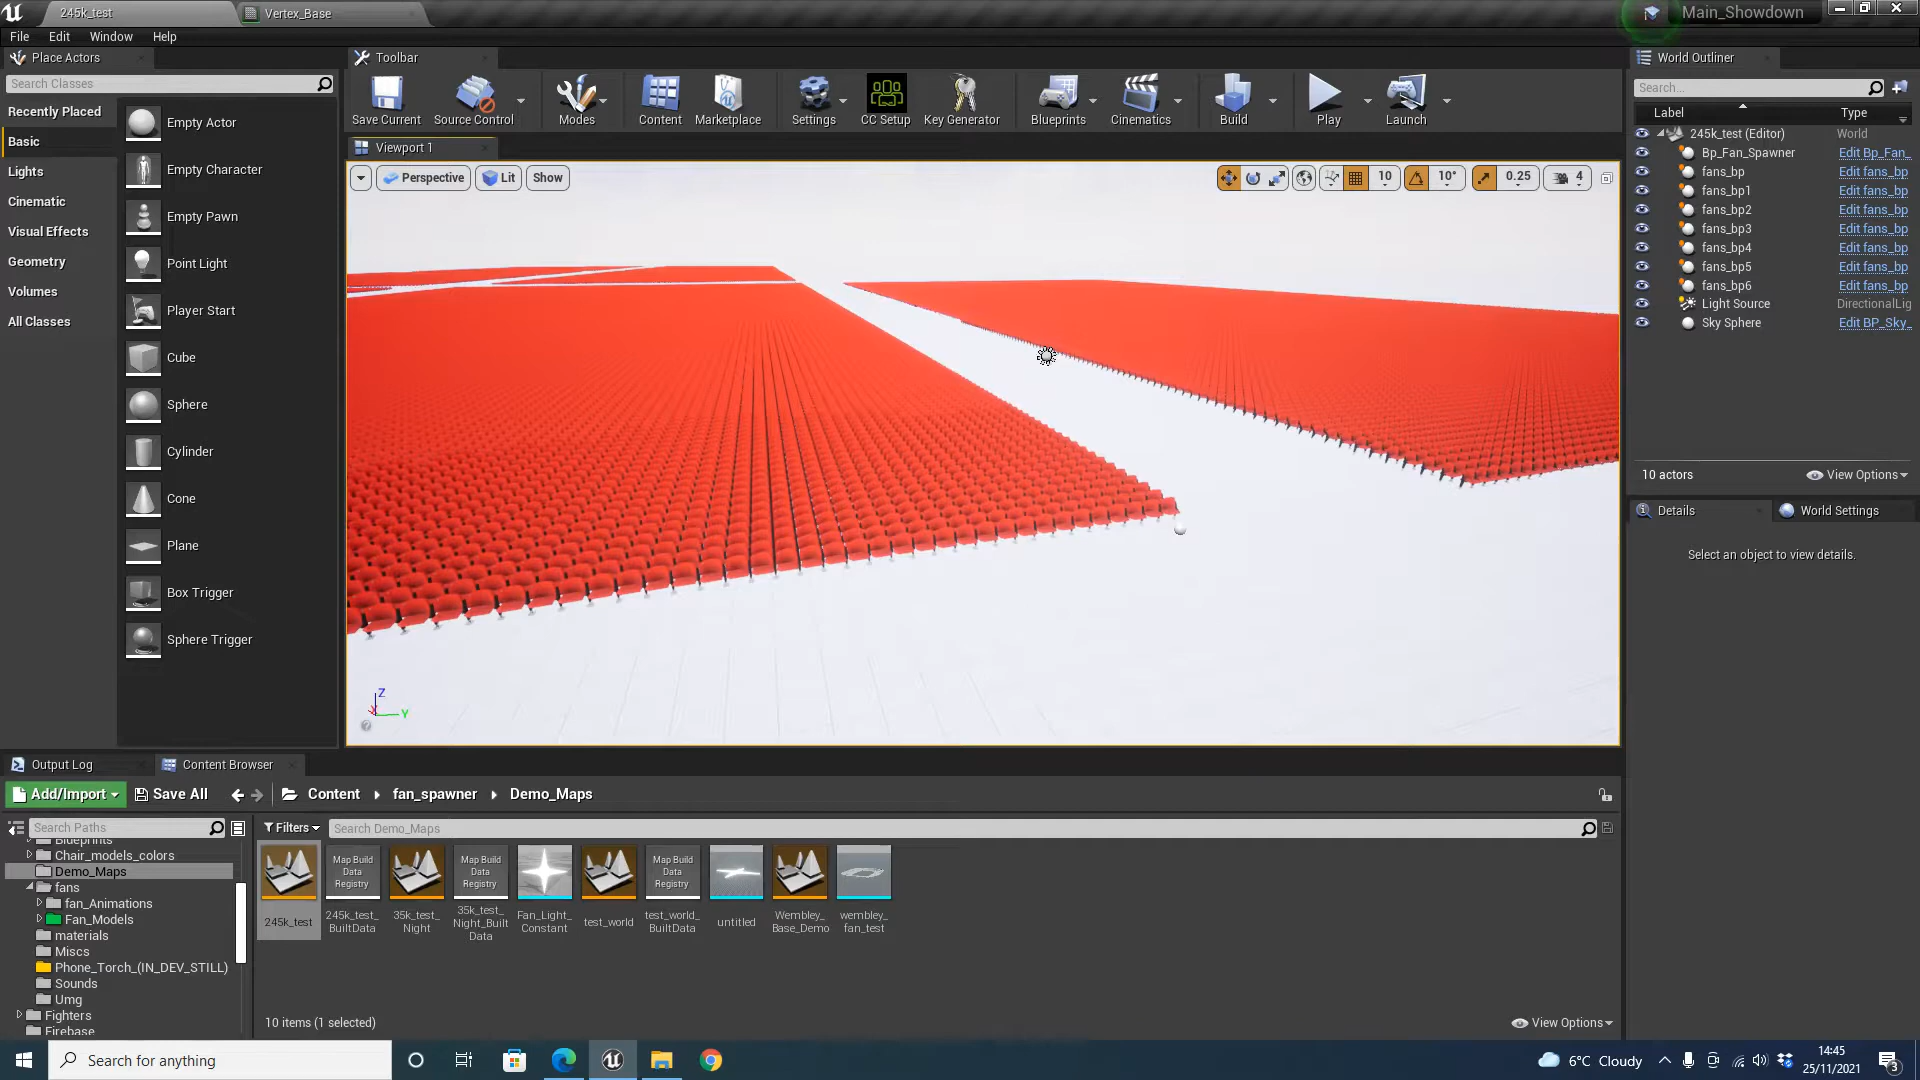 245k_test
Vertex_Base
Main_Showdown
File Edit Window Help
Place Actors
Search Classes
Recently Placed
Basic
Lights
Cinematic
Visual Effects
Geometry
Volumes
All Classes
Empty Actor
Empty Character
Empty Pawn
Point Light
Player Start
Cube
Sphere
Cylinder
Cone
Plane
Box Trigger
Sphere Trigger
Toolbar
Save Current
Source Control
Modes
Content
Marketplace
Settings
CC Setup
Key Generator
Blueprints
Cinematics
Build
Play
Launch
Viewport 1
Perspective
Lit
Show
10
10°
0.25
4
Z
X
Y
World Outliner
Search...
Label Type
245k_test (Editor) World
Bp_Fan_Spawner Edit Bp_Fan_
fans_bp Edit fans_bp
fans_bp1 Edit fans_bp
fans_bp2 Edit fans_bp
fans_bp3 Edit fans_bp
fans_bp4 Edit fans_bp
fans_bp5 Edit fans_bp
fans_bp6 Edit fans_bp
Light Source DirectionalLig
Sky Sphere Edit BP_Sky_
10 actors
View Options
Details
World Settings
Select an object to view details.
Output Log
Content Browser
Add/Import
Save All
Content
fan_spawner
Demo_Maps
Search Paths
Blueprints
Chair_models_colors
Demo_Maps
fans
fan_Animations
Fan_Models
materials
Miscs
Phone_Torch_(IN_DEV_STILL)
Sounds
Umg
Fighters
Firebase
Filters
Search Demo_Maps
245k_test
Map Build
Data
Registry
245k_test_
BuiltData
35k_test_
Night
Map Build
Data
Registry
35k_test_
Night_Built
Data
Fan_Light_
Constant
test_world
Map Build
Data
Registry
test_world_
BuiltData
untitled
Wembley_
Base_Demo
wembley_
fan_test
10 items (1 selected)
View Options
Search for anything
6°C Cloudy
14:45
25/11/2021
3